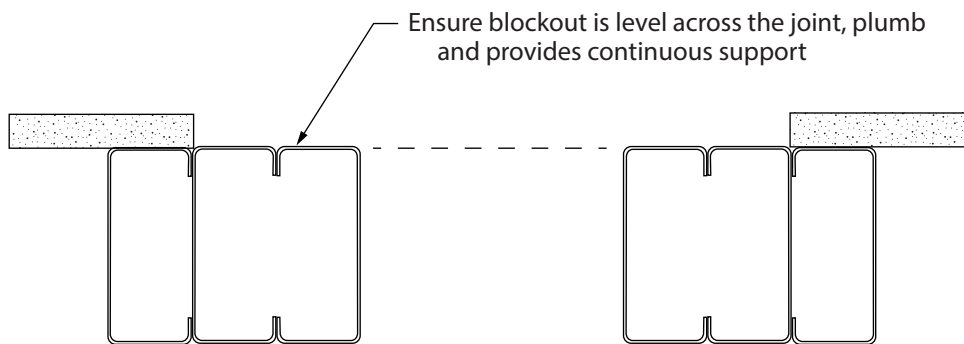 Ensure blockout is level across the joint, plumb
and provides continuous support